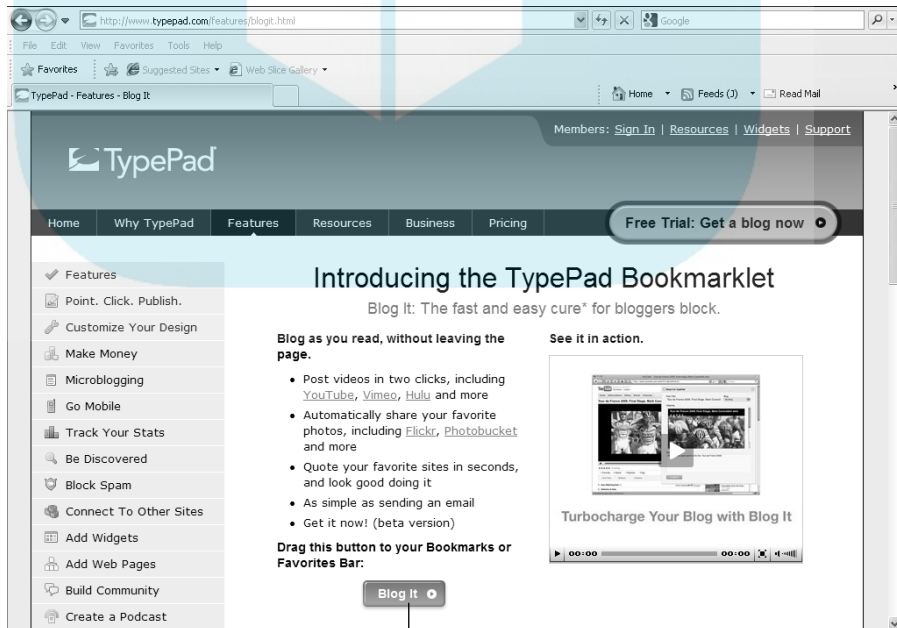 http://www.typepad.com/features/blogit.html
Google
File Edit View Favorites Tools Help
Favorites Suggested Sites Web Slice Gallery
TypePad - Features - Blog It
Home Feeds (J) Read Mail
Members: Sign In | Resources | Widgets | Support
TypePad
Home Why TypePad Features Resources Business Pricing
Free Trial: Get a blog now
Features
Point. Click. Publish.
Customize Your Design
Make Money
Microblogging
Go Mobile
Track Your Stats
Be Discovered
Block Spam
Connect To Other Sites
Add Widgets
Add Web Pages
Build Community
Create a Podcast
Introducing the TypePad Bookmarklet
Blog It: The fast and easy cure* for bloggers block.
Blog as you read, without leaving the
page.
• Post videos in two clicks, including
YouTube, Vimeo, Hulu and more
• Automatically share your favorite
photos, including Flickr, Photobucket
and more
• Quote your favorite sites in seconds,
and look good doing it
• As simple as sending an email
• Get it now! (beta version)
Drag this button to your Bookmarks or
Favorites Bar:
Blog It
See it in action.
Turbocharge Your Blog with Blog It
00:00 00:00